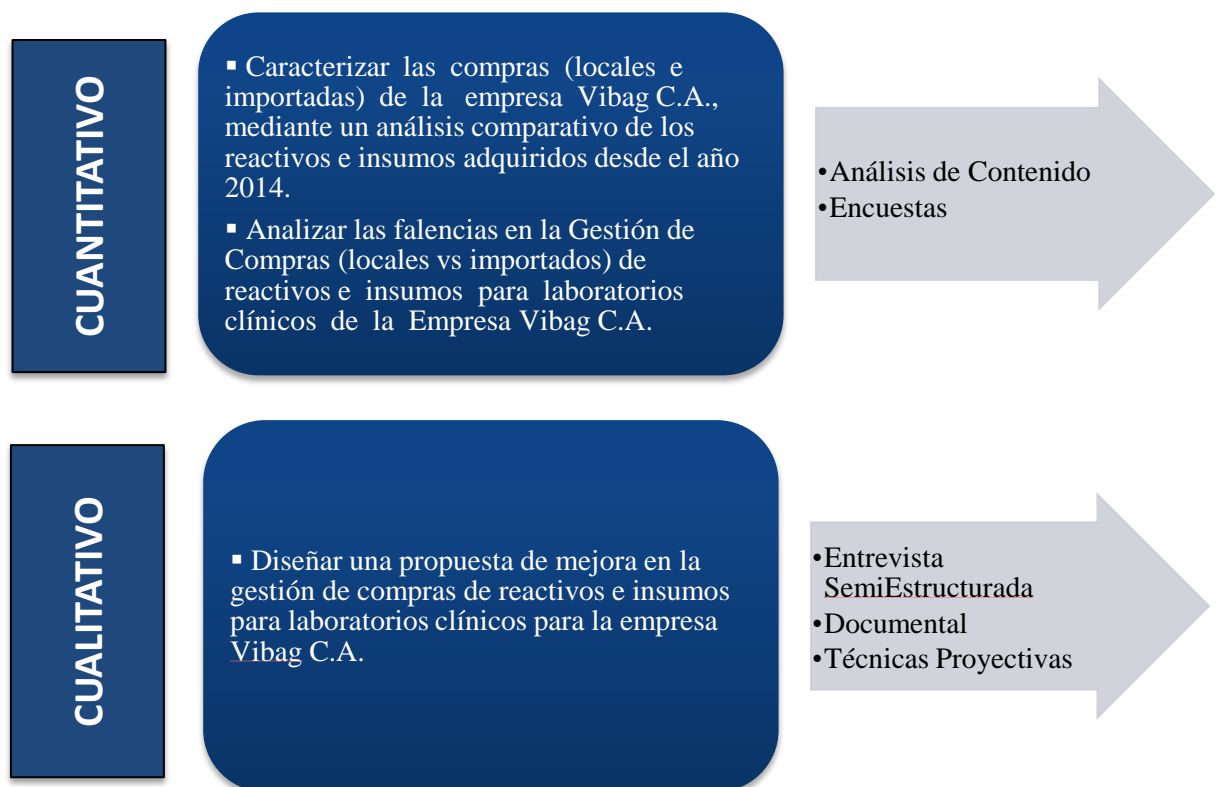 CUANTITATIVO
▪ Caracterizar las compras (locales e
importadas) de la empresa Vibag C.A.,
mediante un análisis comparativo de los
reactivos e insumos adquiridos desde el año
2014.
▪ Analizar las falencias en la Gestión de
Compras (locales vs importados) de
reactivos e insumos para laboratorios
clínicos de la Empresa Vibag C.A.
•Análisis de Contenido
•Encuestas
CUALITATIVO
▪ Diseñar una propuesta de mejora en la
gestión de compras de reactivos e insumos
para laboratorios clínicos para la empresa
Vibag C.A.
•Entrevista
SemiEstructurada
•Documental
•Técnicas Proyectivas